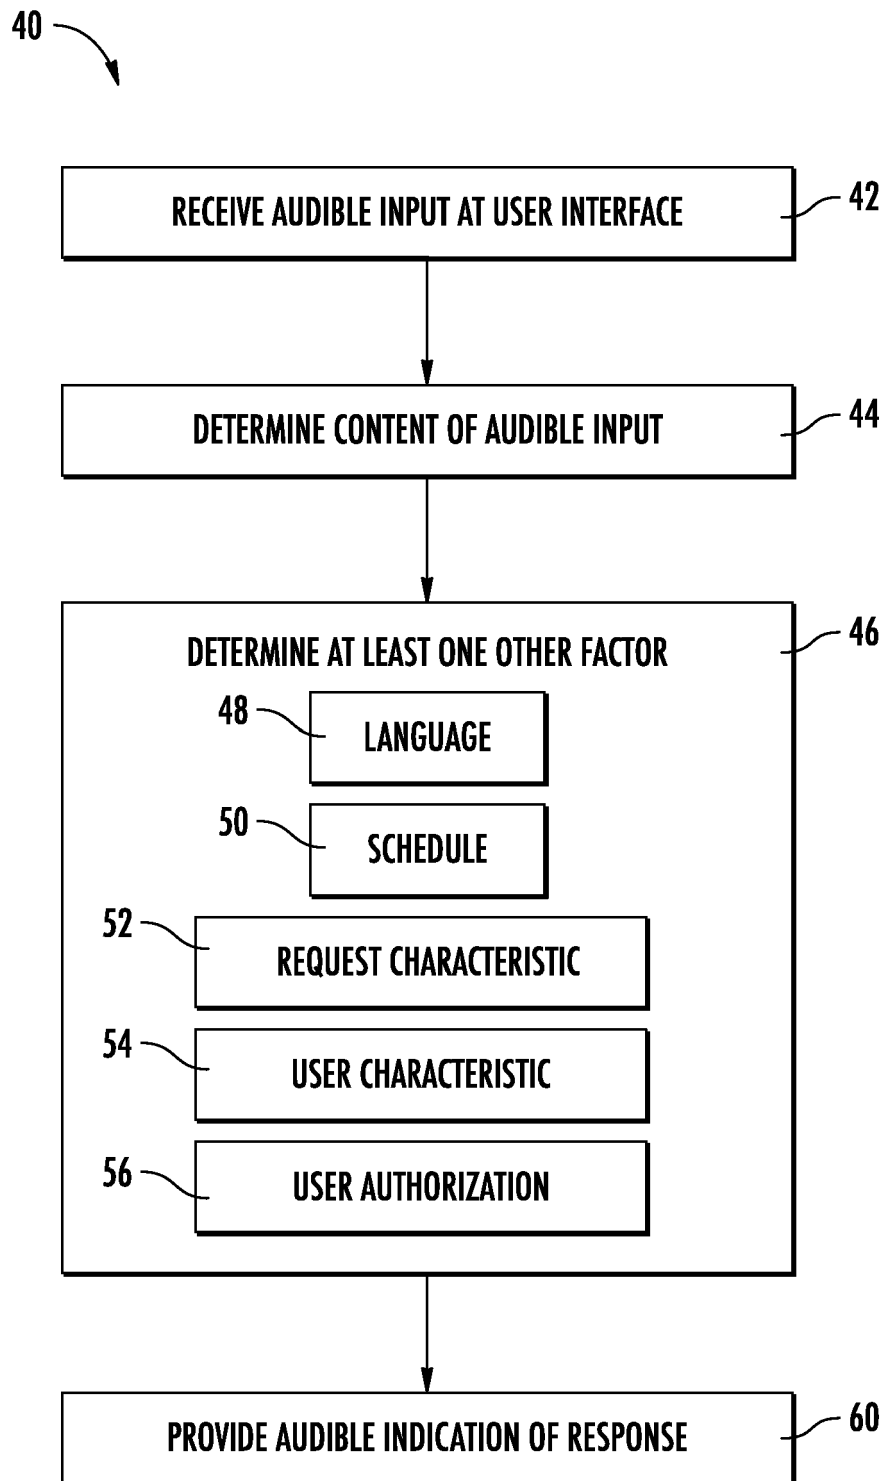 40
RECEIVE AUDIBLE INPUT AT USER INTERFACE
42
DETERMINE CONTENT OF AUDIBLE INPUT
44
DETERMINE AT LEAST ONE OTHER FACTOR
46
48
LANGUAGE
50
SCHEDULE
52
REQUEST CHARACTERISTIC
54
USER CHARACTERISTIC
56
USER AUTHORIZATION
PROVIDE AUDIBLE INDICATION OF RESPONSE
60